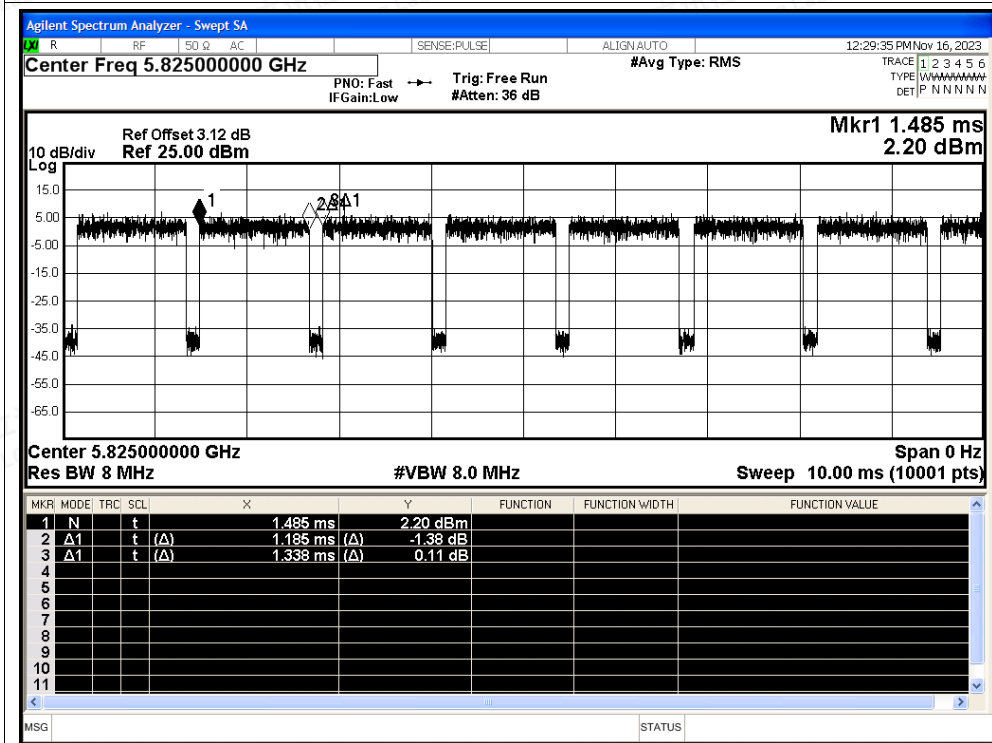 Agilent Spectrum Analyzer - Swept SA
LXI R RF 50 Ω AC SENSE:PULSE ALIGN AUTO 12:29:35 PM Nov 16, 2023
Center Freq 5.825000000 GHz
PNO: Fast
IFGain:Low
Trig: Free Run
#Atten: 36 dB
#Avg Type: RMS
TRACE 1 2 3 4 5 6
TYPE WWWWWW
DET P N N N N N
Mkr1 1.485 ms
2.20 dBm
Ref Offset 3.12 dB
10 dB/div Ref 25.00 dBm
Log
15.0
5.00
-5.00
-15.0
-25.0
-35.0
-45.0
-55.0
-65.0
1
2Δ1
3Δ1
Center 5.825000000 GHz Span 0 Hz
Res BW 8 MHz #VBW 8.0 MHz Sweep 10.00 ms (10001 pts)
MKR MODE TRC SCL X Y FUNCTION FUNCTION WIDTH FUNCTION VALUE
1 N t 1.485 ms 2.20 dBm
2 Δ1 t (Δ) 1.185 ms (Δ) -1.38 dB
3 Δ1 t (Δ) 1.338 ms (Δ) 0.11 dB
4
5
6
7
8
9
10
11
MSG STATUS